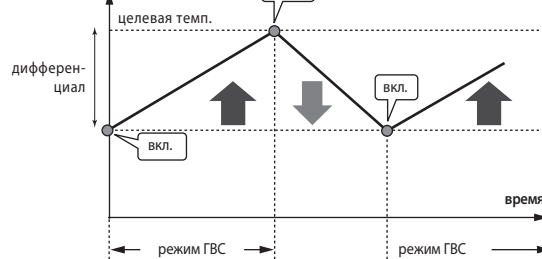 целевая темп.
дифферен-
циал
вкл.
вкл.
время
режим ГВС
режим ГВС